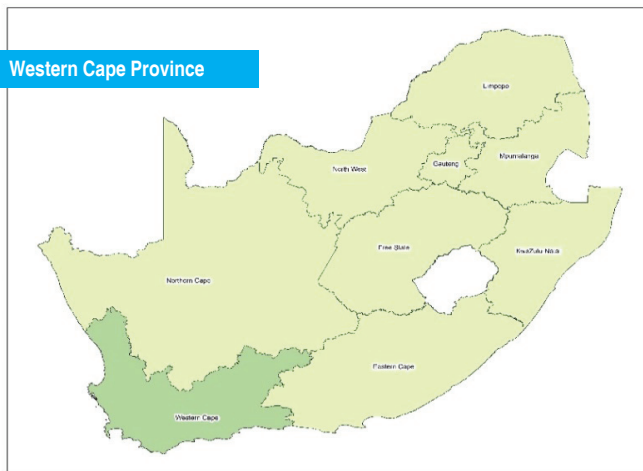 Western Cape Province
Limpopo
North West
Gauteng
Mpumalanga
Free State
KwaZulu Natal
Northern Cape
Eastern Cape
Western Cape